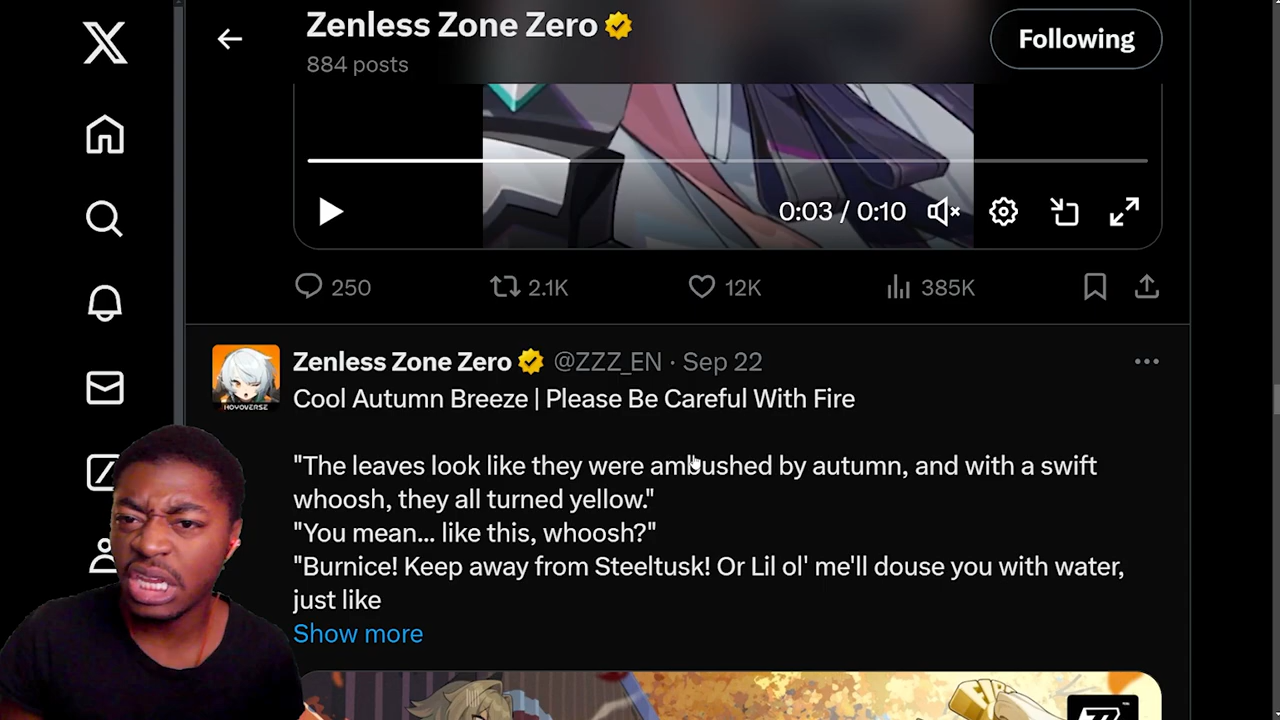 Zenless Zone Zero
884 posts
Following
0:03 / 0:10
250
2.1K
12K
385K
Zenless Zone Zero @ZZZ_EN · Sep 22
Cool Autumn Breeze | Please Be Careful With Fire
"The leaves look like they were ambushed by autumn, and with a swift
whoosh, they all turned yellow."
"You mean... like this, whoosh?"
"Burnice! Keep away from Steeltusk! Or Lil ol' me'll douse you with water,
just like
Show more
HOYOVERSE